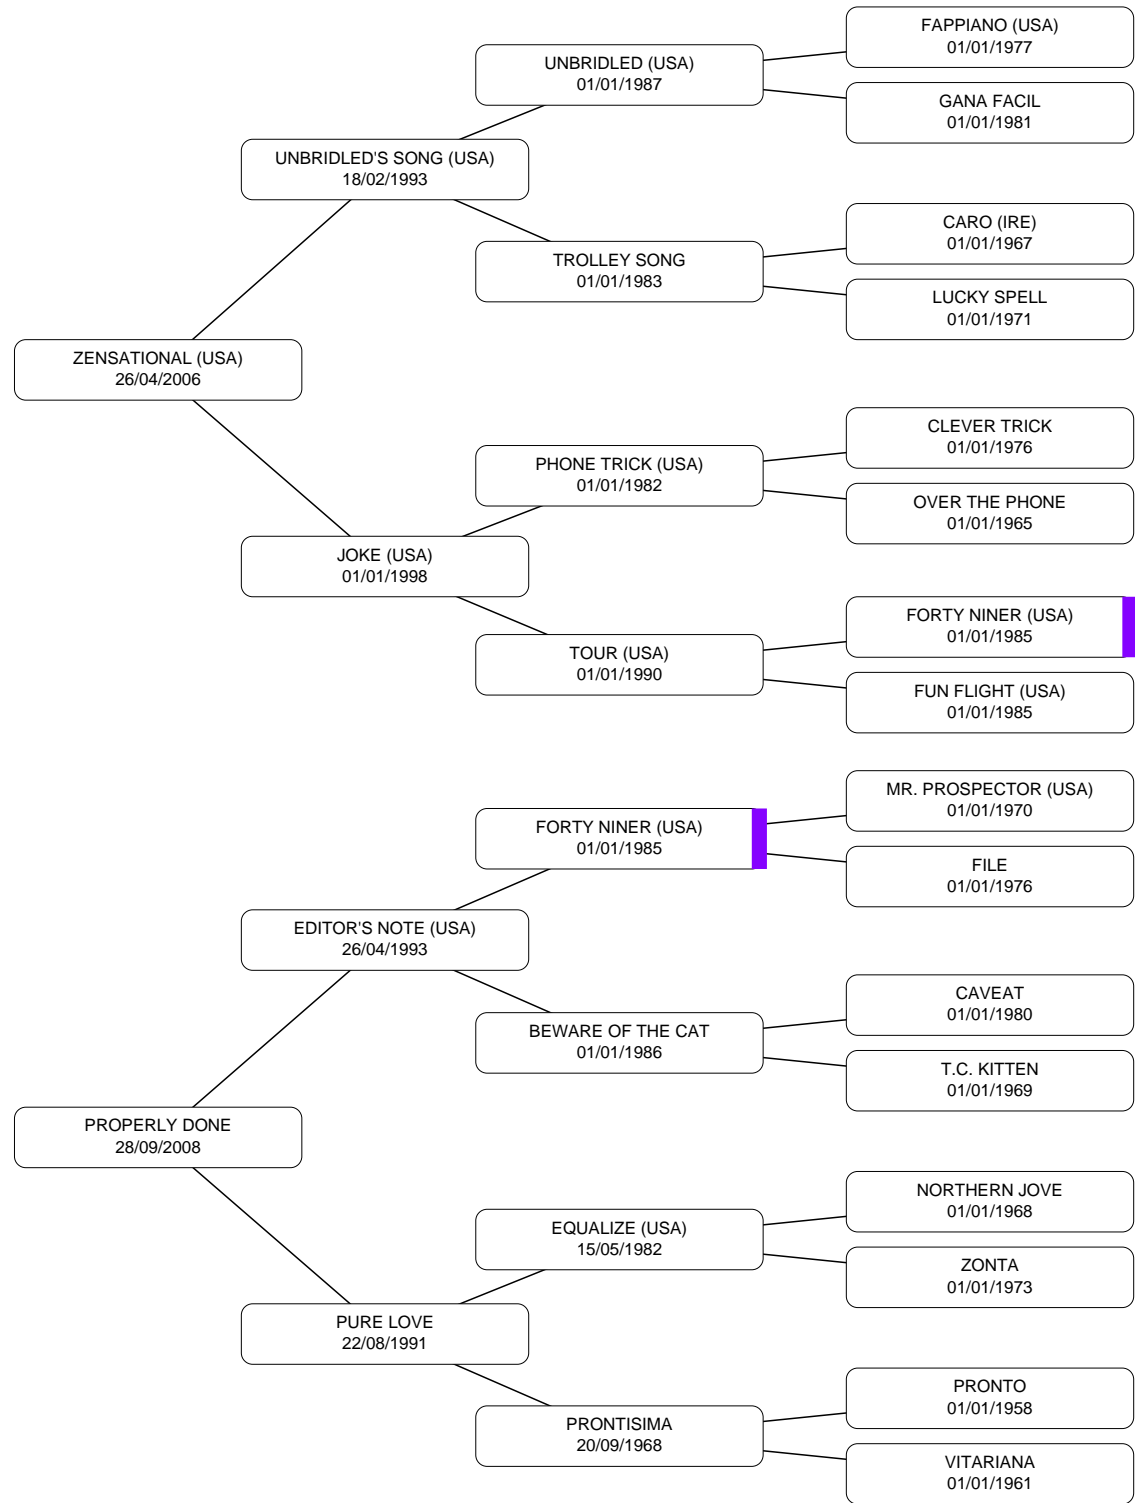 FAPPIANO (USA)
01/01/1977
UNBRIDLED (USA)
01/01/1987
GANA FACIL
01/01/1981
UNBRIDLED'S SONG (USA)
18/02/1993
CARO (IRE)
01/01/1967
TROLLEY SONG
01/01/1983
LUCKY SPELL
01/01/1971
ZENSATIONAL (USA)
26/04/2006
CLEVER TRICK
01/01/1976
PHONE TRICK (USA)
01/01/1982
OVER THE PHONE
01/01/1965
JOKE (USA)
01/01/1998
FORTY NINER (USA)
01/01/1985
TOUR (USA)
01/01/1990
FUN FLIGHT (USA)
01/01/1985
MR. PROSPECTOR (USA)
01/01/1970
FORTY NINER (USA)
01/01/1985
FILE
01/01/1976
EDITOR'S NOTE (USA)
26/04/1993
CAVEAT
01/01/1980
BEWARE OF THE CAT
01/01/1986
T.C. KITTEN
01/01/1969
PROPERLY DONE
28/09/2008
NORTHERN JOVE
01/01/1968
EQUALIZE (USA)
15/05/1982
ZONTA
01/01/1973
PURE LOVE
22/08/1991
PRONTO
01/01/1958
PRONTISIMA
20/09/1968
VITARIANA
01/01/1961